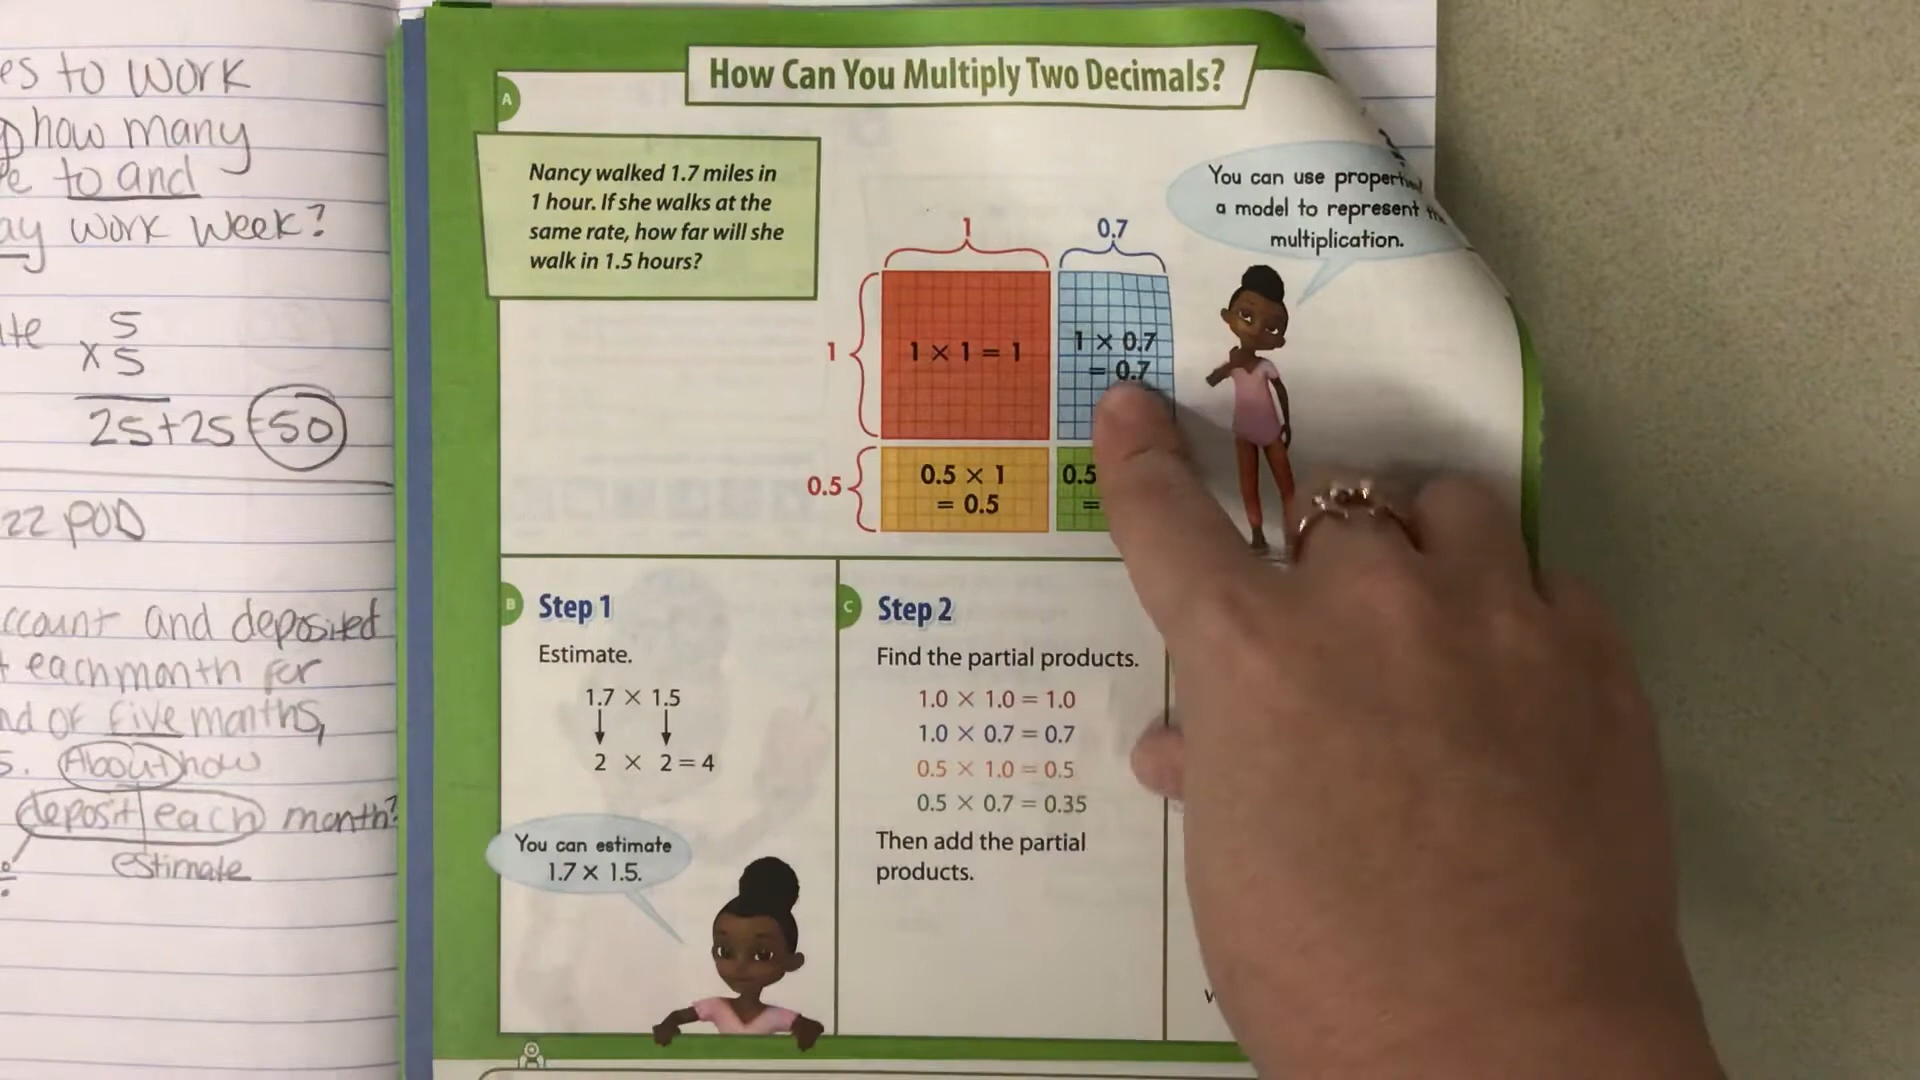 es to work
how many
to and
ay work week?
5
x 5
25+25 50
22 POD
ccount and deposited
each month for
nd of five months,
5. About how
deposit each month?
estimate
How Can You Multiply Two Decimals?
A
Nancy walked 1.7 miles in
1 hour. If she walks at the
same rate, how far will she
walk in 1.5 hours?
1
0.7
1
1 × 1 = 1
1 × 0.7
= 0.7
0.5
0.5 × 1
= 0.5
0.5
=
You can use
a model to represent
multiplication.
B
Step 1
Estimate.
1.7 × 1.5
2 × 2 = 4
You can estimate
1.7 × 1.5.
C
Step 2
Find the partial products.
1.0 × 1.0 = 1.0
1.0 × 0.7 = 0.7
0.5 × 1.0 = 0.5
0.5 × 0.7 = 0.35
Then add the partial
products.